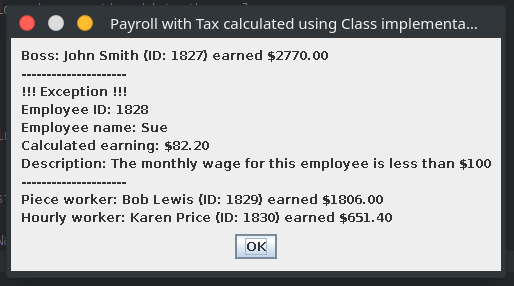 Payroll with Tax calculated using Class implementa...
Boss: John Smith (ID: 1827) earned $2770.00
---------------------
!!! Exception !!!
Employee ID: 1828
Employee name: Sue
Calculated earning: $82.20
Description: The monthly wage for this employee is less than $100
---------------------
Piece worker: Bob Lewis (ID: 1829) earned $1806.00
Hourly worker: Karen Price (ID: 1830) earned $651.40
OK